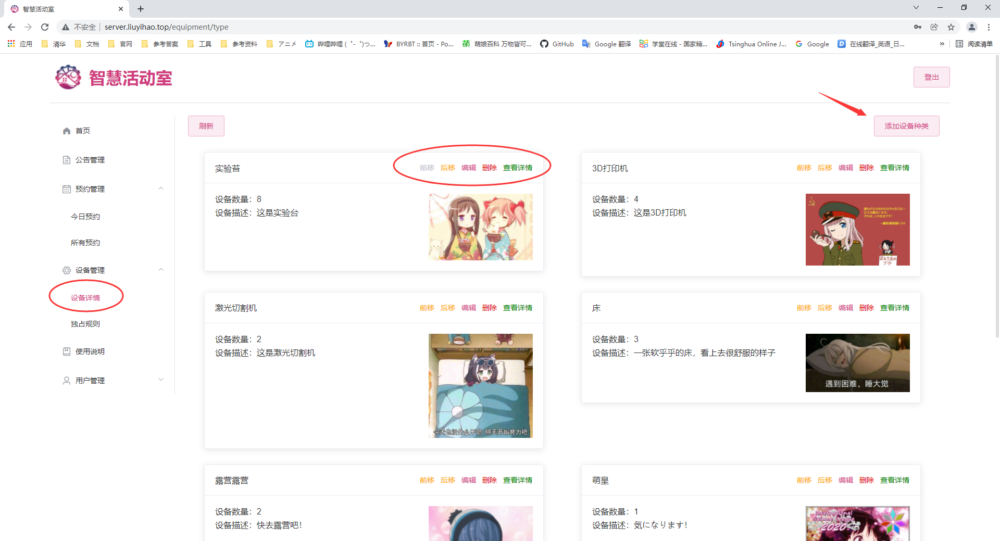 智慧活动室
不安全 server.liuyihao.top/equipment/type
应用 清华 文档 官网 参考答案 工具 参考资料 アニメ 哔哩哔哩 (゜-゜)つ... BYRBT :: 首页 - Po... 萌娘百科 万物皆可... GitHub Google 翻译 学堂在线 - 国家精... Tsinghua Online J... Google 在线翻译_英语_日... » 阅读清单
智慧活动室
登出
首页
公告管理
预约管理
今日预约
所有预约
设备管理
设备详情
独占规则
使用说明
用户管理
刷新
添加设备种类
实验苔 前移 后移 编辑 删除 查看详情
设备数量：8
设备描述：这是实验台
3D打印机 前移 后移 编辑 删除 查看详情
设备数量：4
设备描述：这是3D打印机
一藤原書記6:54
激光切割机 前移 后移 编辑 删除 查看详情
设备数量：2
设备描述：这是激光切割机
今天也没什么干劲 明天开始努力吧
床 前移 后移 编辑 删除 查看详情
设备数量：3
设备描述：一张软乎乎的床，看上去很舒服的样子
遇到困难，睡大觉
露营露营 前移 后移 编辑 删除 查看详情
设备数量：2
设备描述：快去露营吧！
萌皇 前移 后移 编辑 删除 查看详情
设备数量：1
设备描述：気になります！
International
Saimoe League
2020